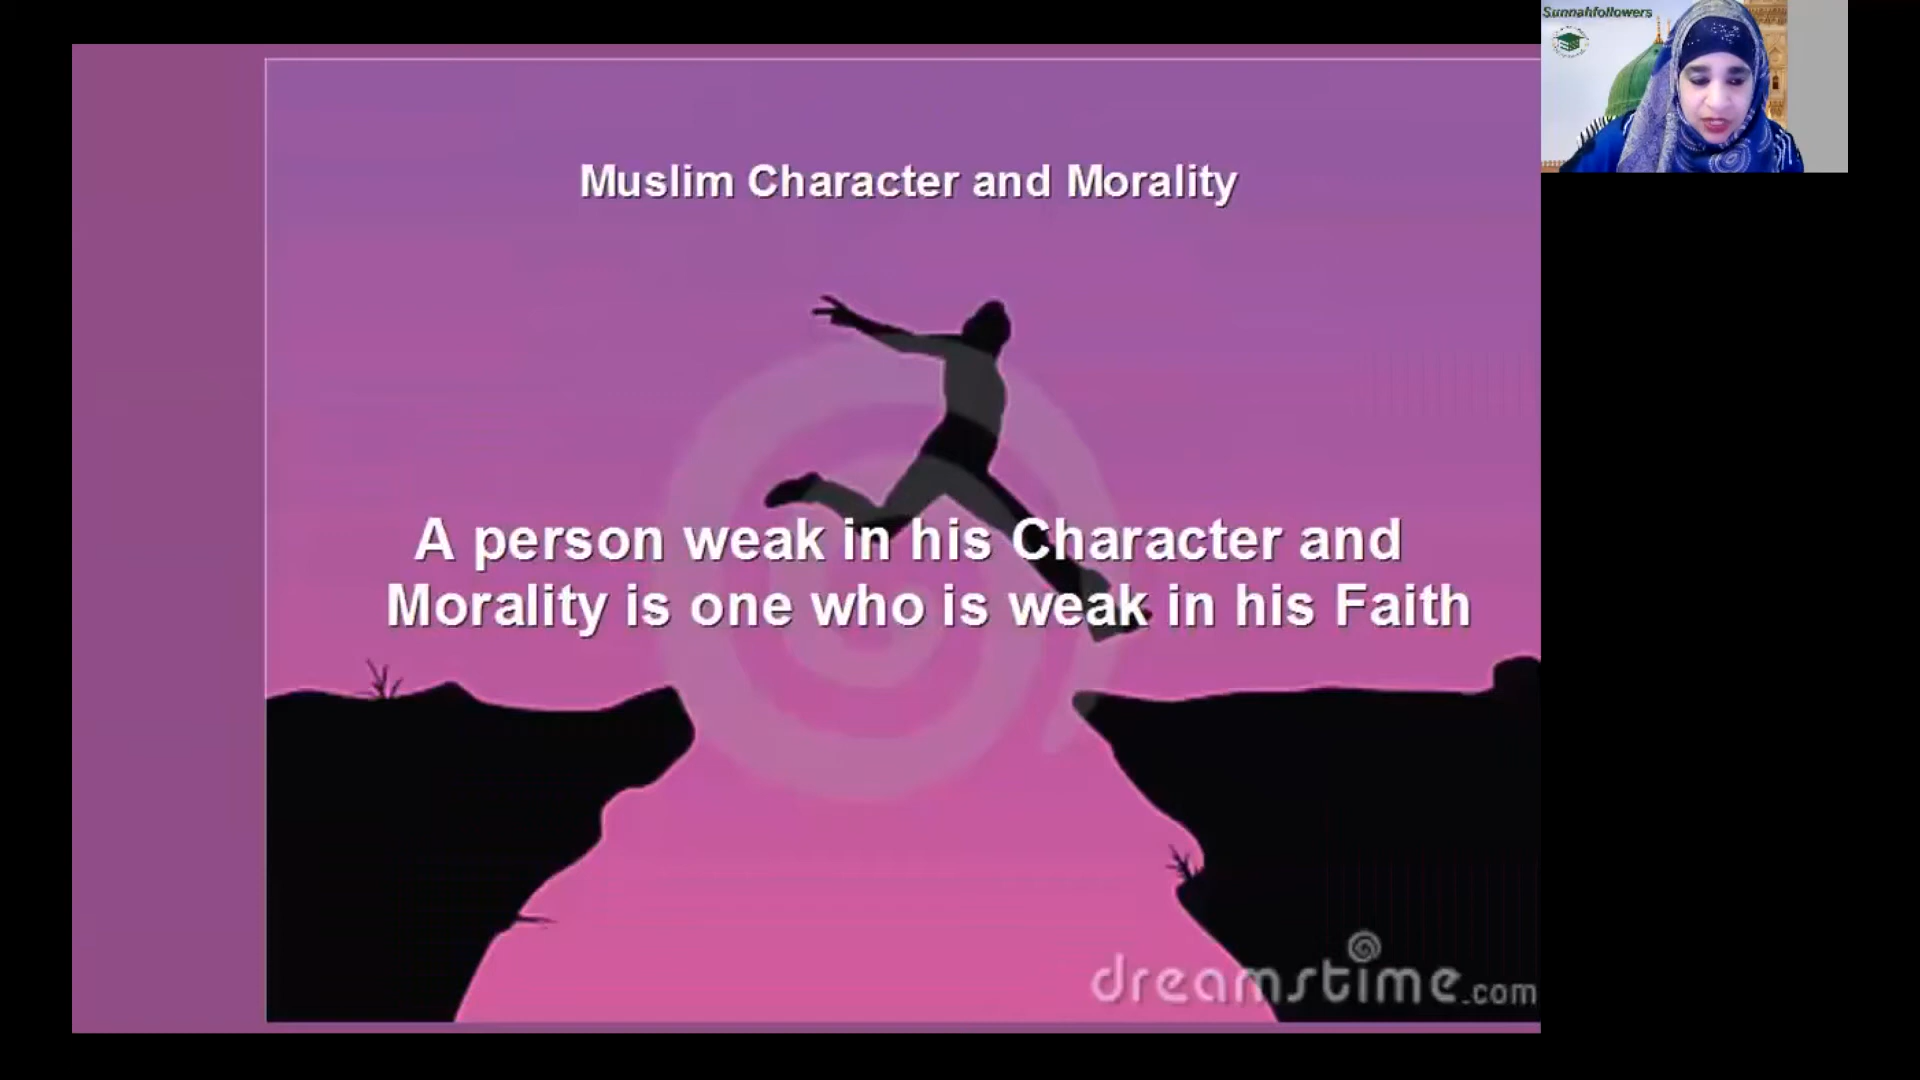 Sunnahfollowers
Muslim Character and Morality
A person weak in his Character and
Morality is one who is weak in his Faith
dreamstime.com